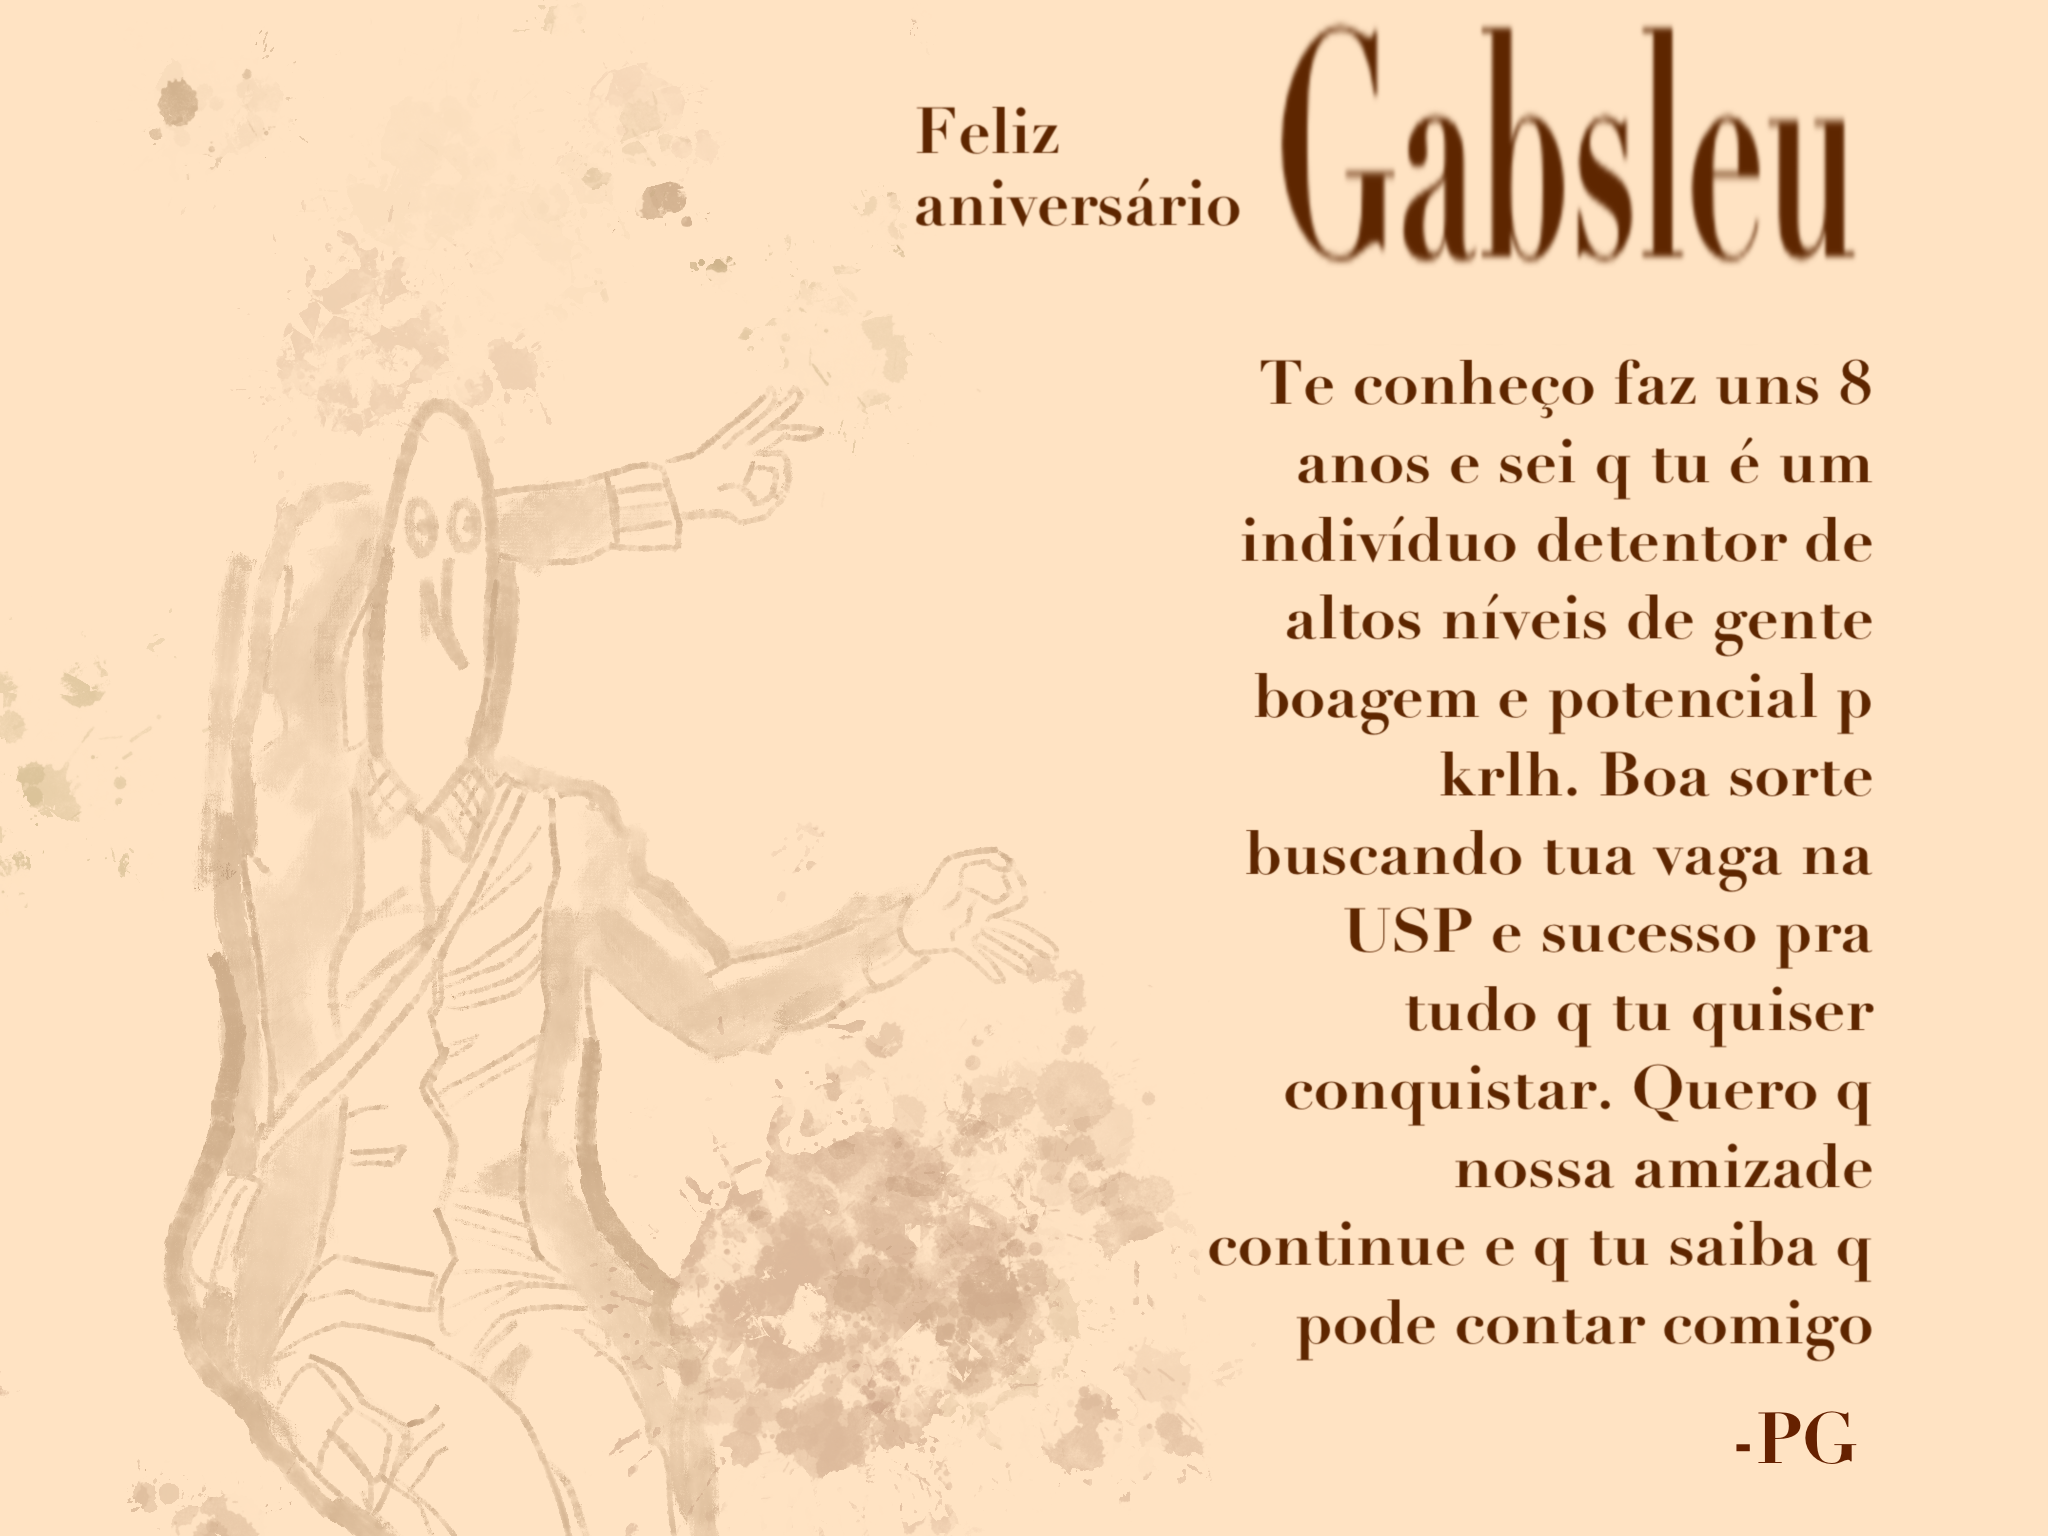 Feliz
aniversário
Gabsleu
Te conheço faz uns 8
anos e sei q tu é um
indivíduo detentor de
altos níveis de gente
boagem e potencial p
krlh. Boa sorte
buscando tua vaga na
USP e sucesso pra
tudo q tu quiser
conquistar. Quero q
nossa amizade
continue e q tu saiba q
pode contar comigo
-PG